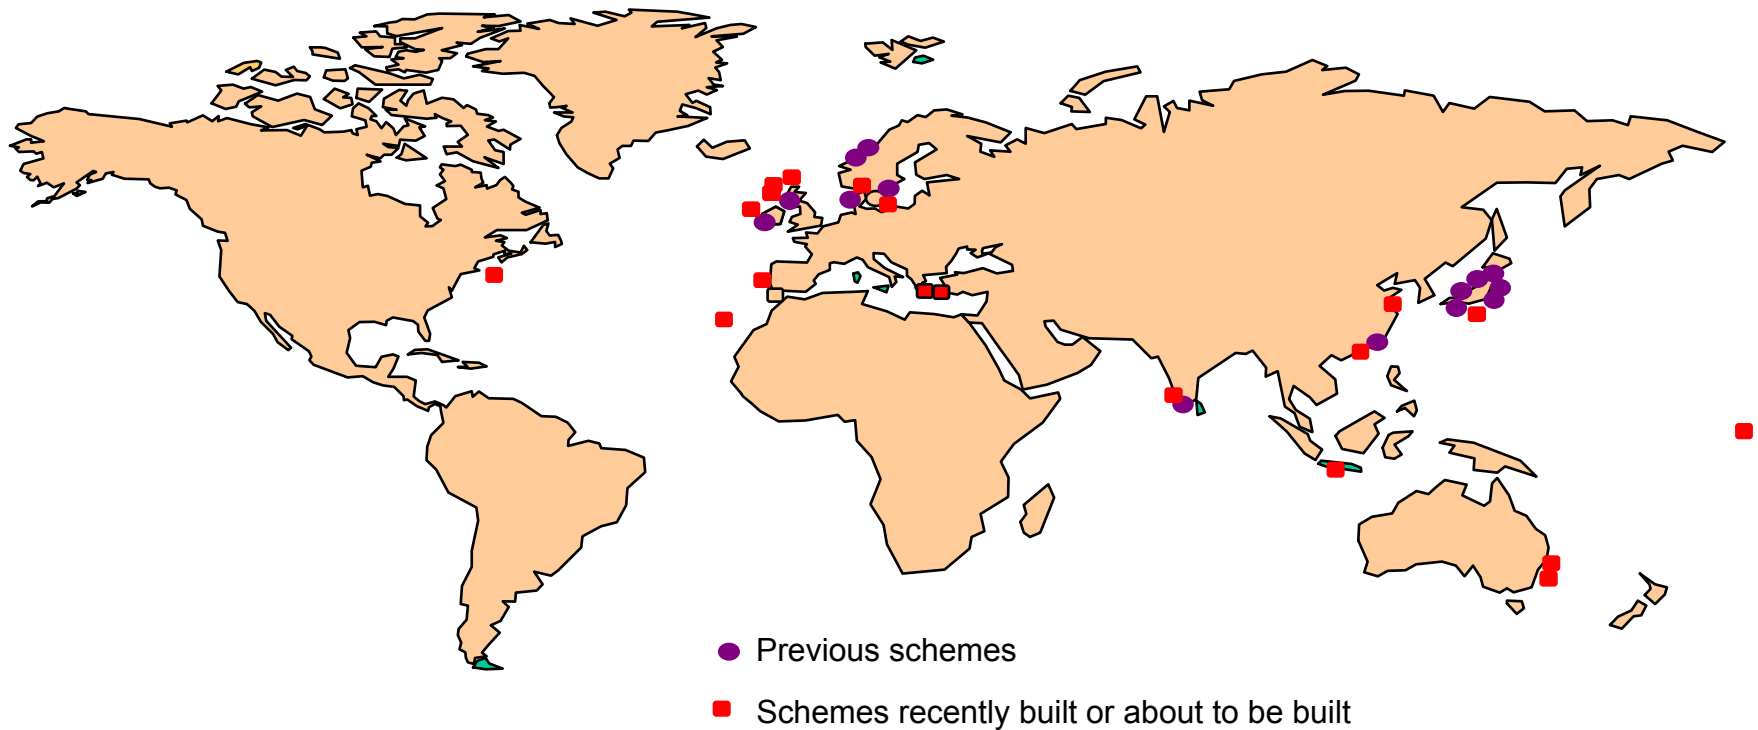 Previous schemes
Schemes recently built or about to be built